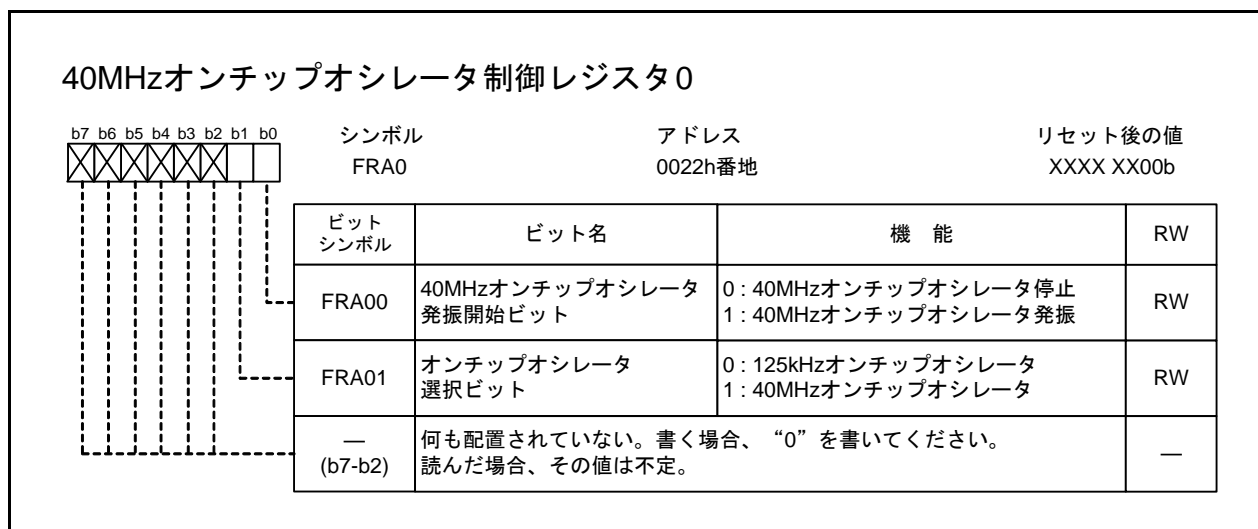 40MHzオンチップオシレータ制御レジスタ0
b7 b6 b5 b4 b3 b2 b1 b0
シンボル
FRA0
アドレス
0022h番地
リセット後の値
XXXX XX00b
ビット
シンボル
ビット名
機 能
RW
FRA00
40MHzオンチップオシレータ
発振開始ビット
0 : 40MHzオンチップオシレータ停止
1 : 40MHzオンチップオシレータ発振
RW
FRA01
オンチップオシレータ
選択ビット
0 : 125kHzオンチップオシレータ
1 : 40MHzオンチップオシレータ
RW
—
(b7-b2)
何も配置されていない。書く場合、“0”を書いてください。
読んだ場合、その値は不定。
—